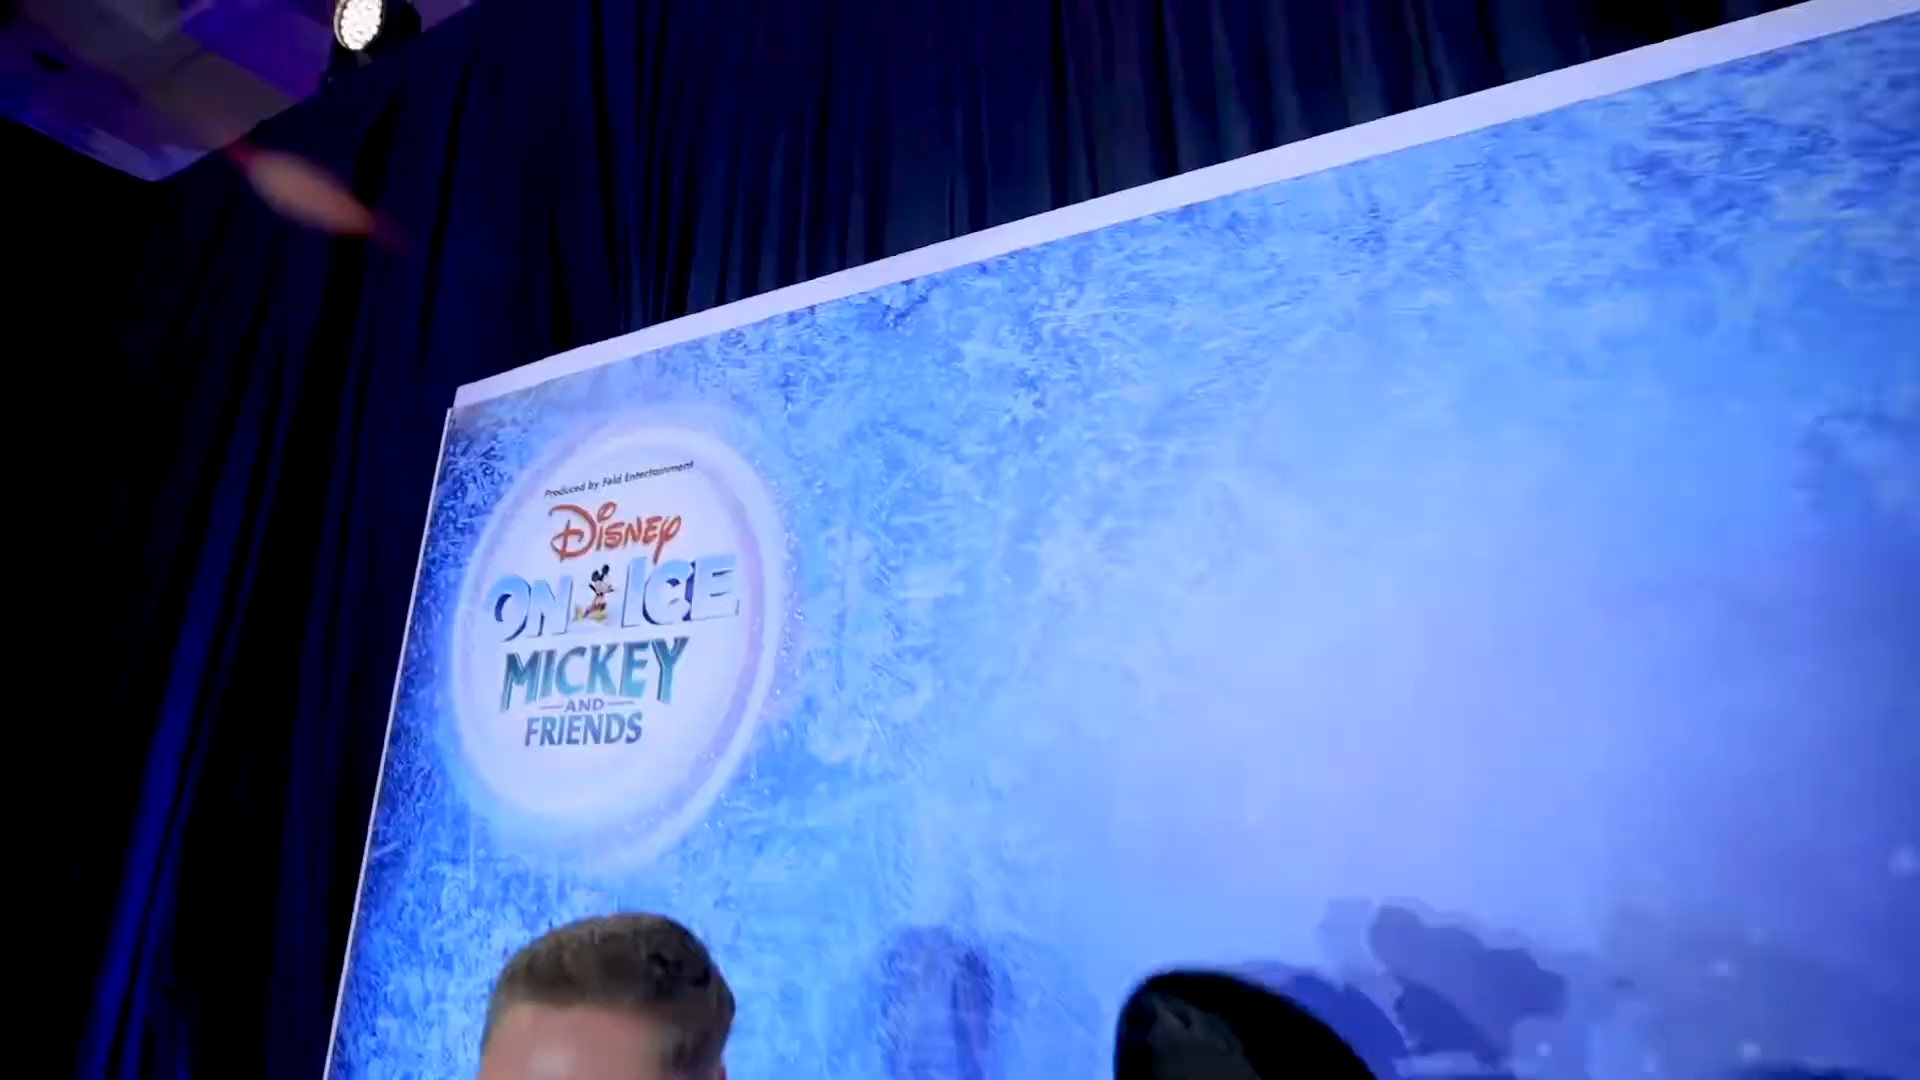 Produced by Feld Entertainment
Disney
ON ICE
MICKEY
AND
FRIENDS